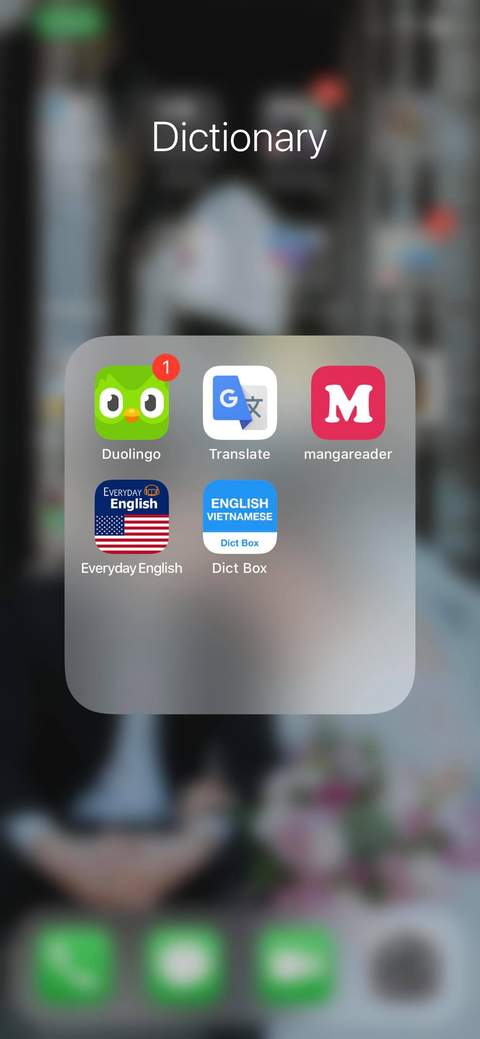 Dictionary
1
G 文
M
Duolingo
Translate
mangareader
EVERYDAY
English
ENGLISH
VIETNAMESE
Dict Box
Everyday English
Dict Box